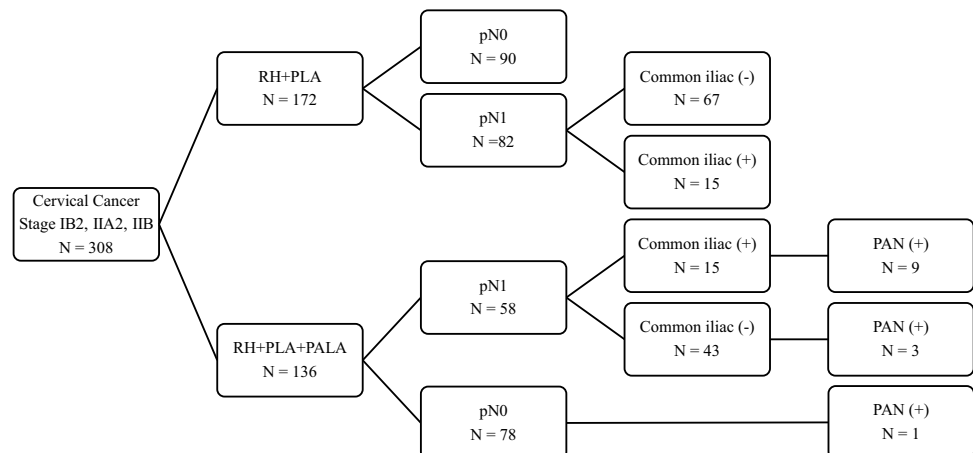 Cervical Cancer
Stage IB2, IIA2, IIB
N = 308
RH+PLA
N = 172
pN0
N = 90
pN1
N =82
Common iliac (-)
N = 67
Common iliac (+)
N = 15
RH+PLA+PALA
N = 136
pN1
N = 58
Common iliac (+)
N = 15
PAN (+)
N = 9
Common iliac (-)
N = 43
PAN (+)
N = 3
pN0
N = 78
PAN (+)
N = 1